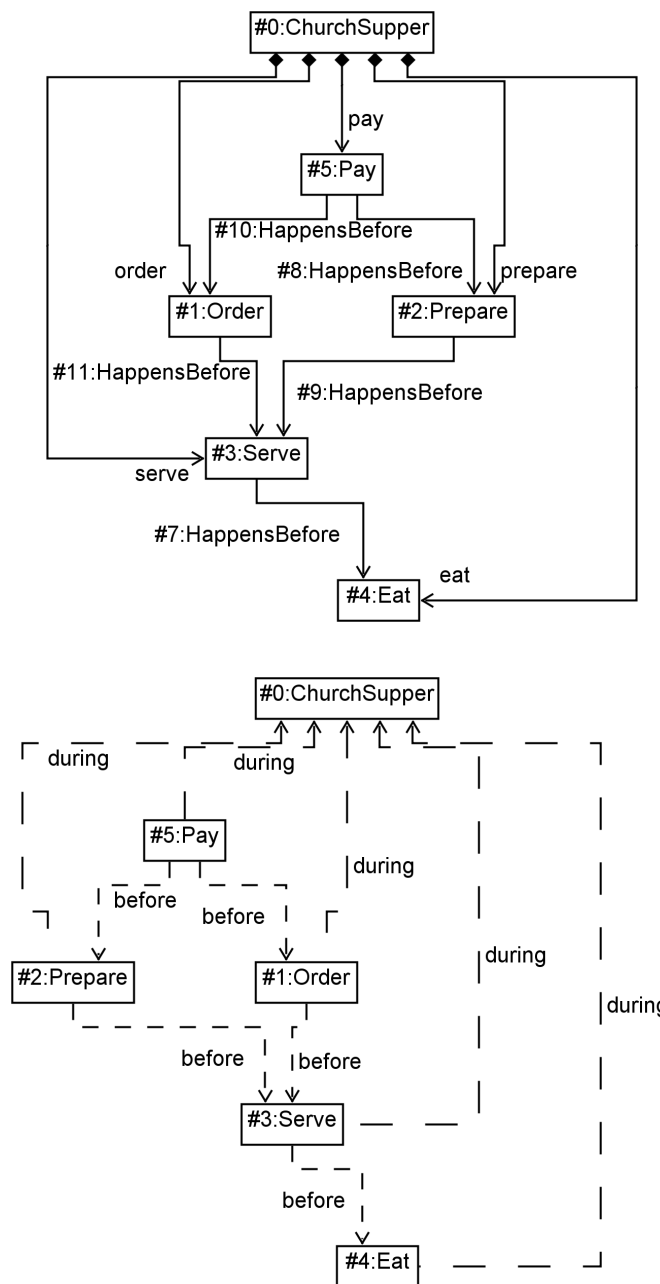 #0:ChurchSupper
pay
#5:Pay
#10:HappensBefore
order
#8:HappensBefore
prepare
#1:Order
#2:Prepare
#11:HappensBefore
#9:HappensBefore
#3:Serve
serve
#7:HappensBefore
eat
#4:Eat
#0:ChurchSupper
during
during
#5:Pay
during
before
before
#2:Prepare
#1:Order
during
during
before
before
#3:Serve
before
#4:Eat